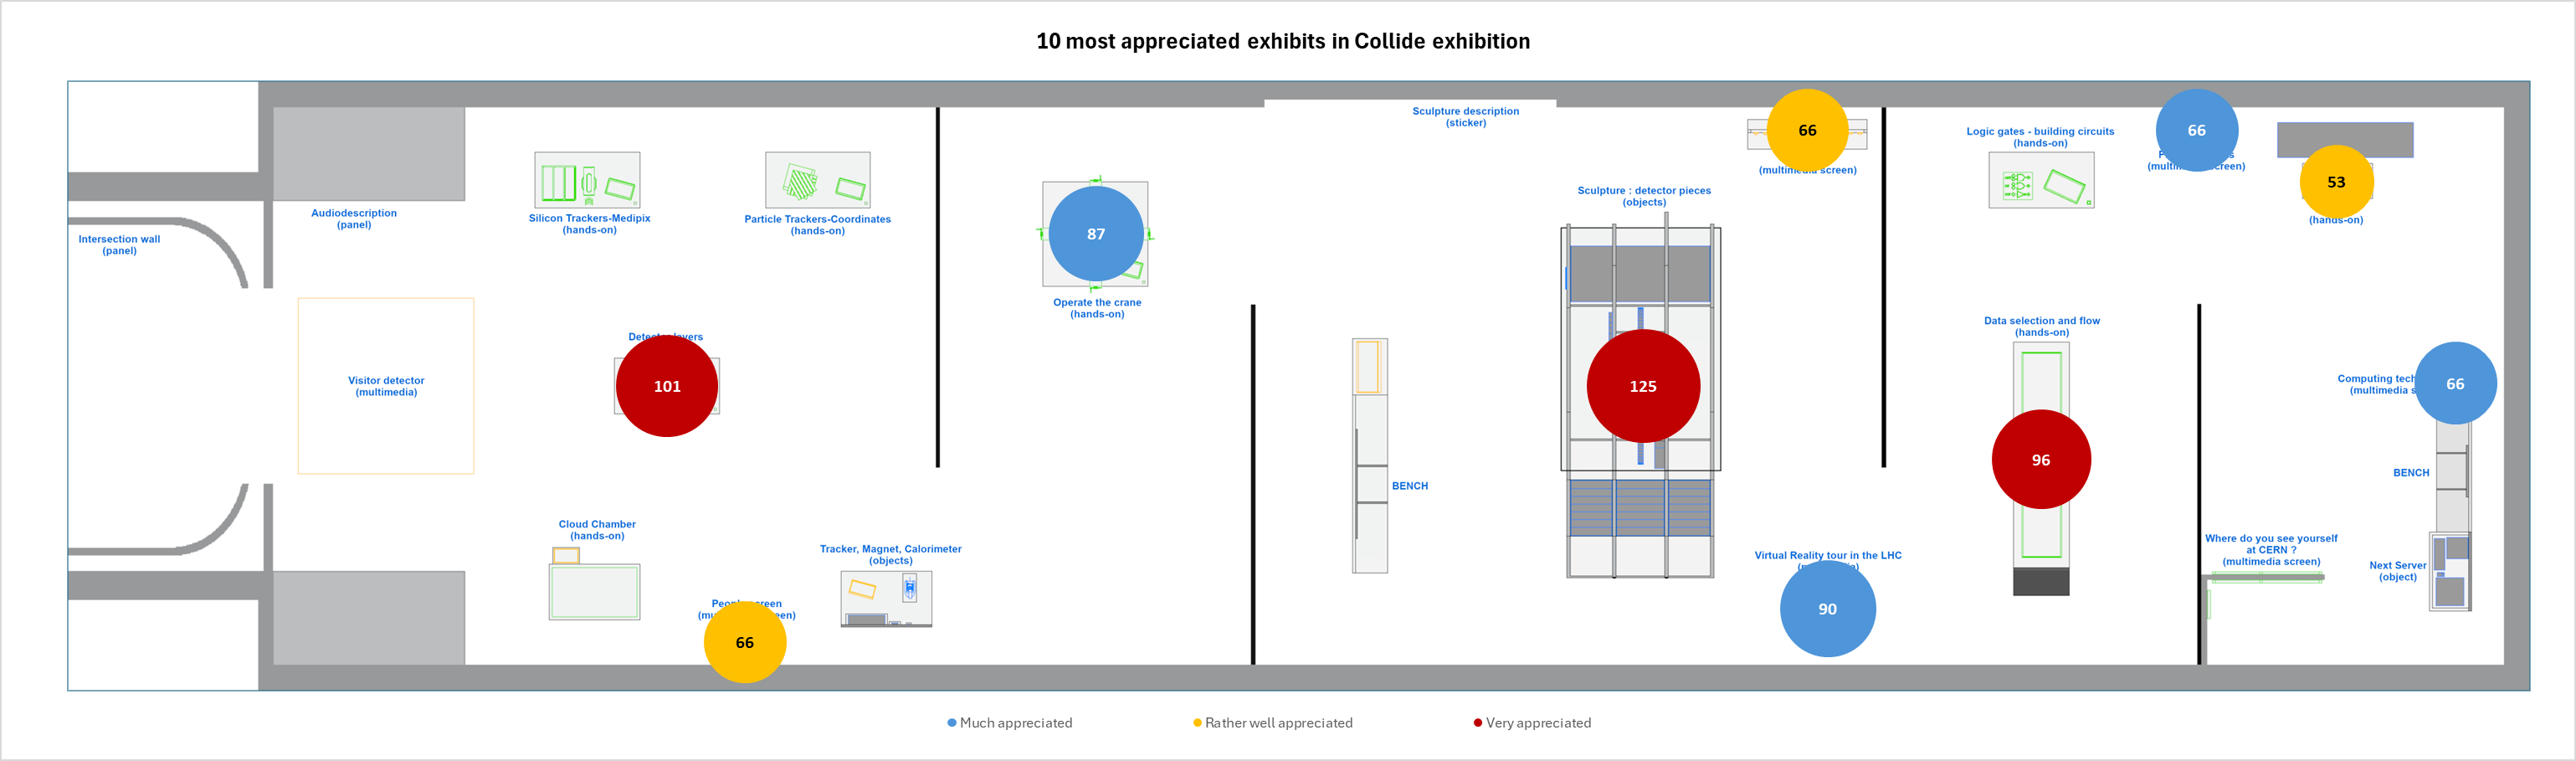 10 most appreciated exhibits in Collide exhibition
Intersection wall
(panel)
Audiodescription
(panel)
Visitor detector
(multimedia)
Silicon Trackers-Medipix
(hands-on)
Particle Trackers-Coordinates
(hands-on)
101
Cloud Chamber
(hands-on)
Tracker, Magnet, Calorimeter
(objects)
66
87
Operate the crane
(hands-on)
Sculpture description
(sticker)
BENCH
Sculpture : detector pieces
(objects)
125
66
(multimedia screen)
Virtual Reality tour in the LHC
90
Logic gates - building circuits
(hands-on)
Data selection and flow
(hands-on)
96
66
53
(hands-on)
Computing
66
BENCH
Where do you see yourself
at CERN ?
(multimedia screen)
Next Server
(object)
Much appreciated
Rather well appreciated
Very appreciated